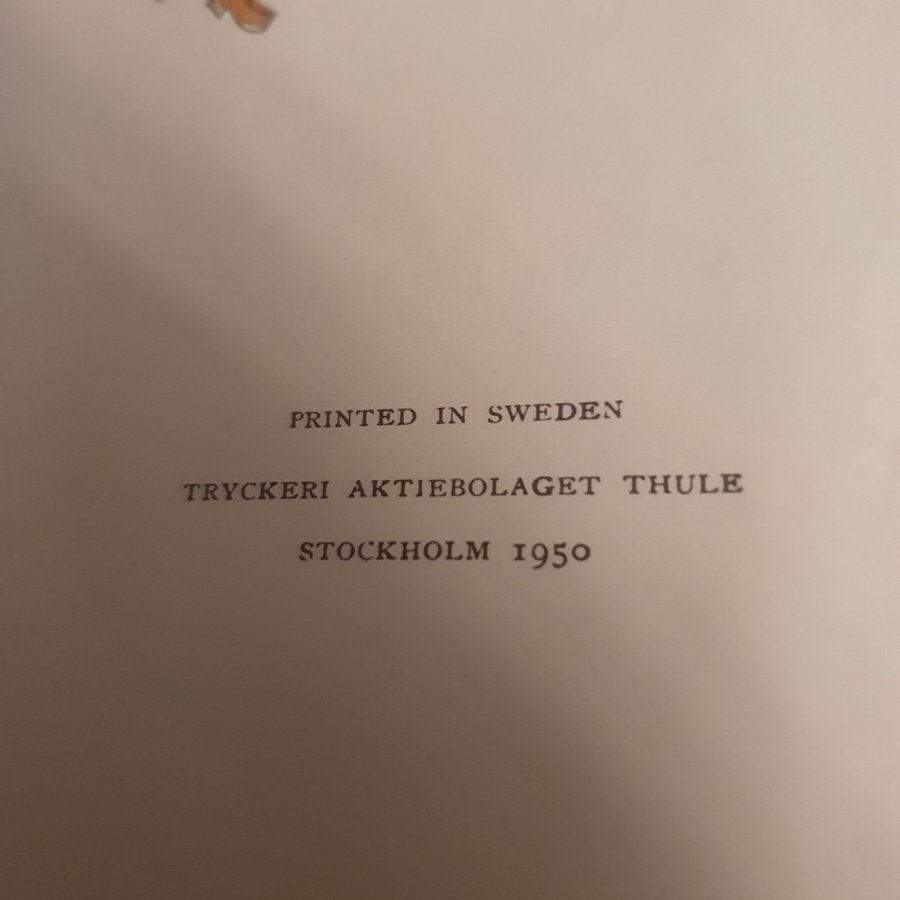 PRINTED IN SWEDEN
TRYCKERI AKTIEBOLAGET THULE
STOCKHOLM 1950